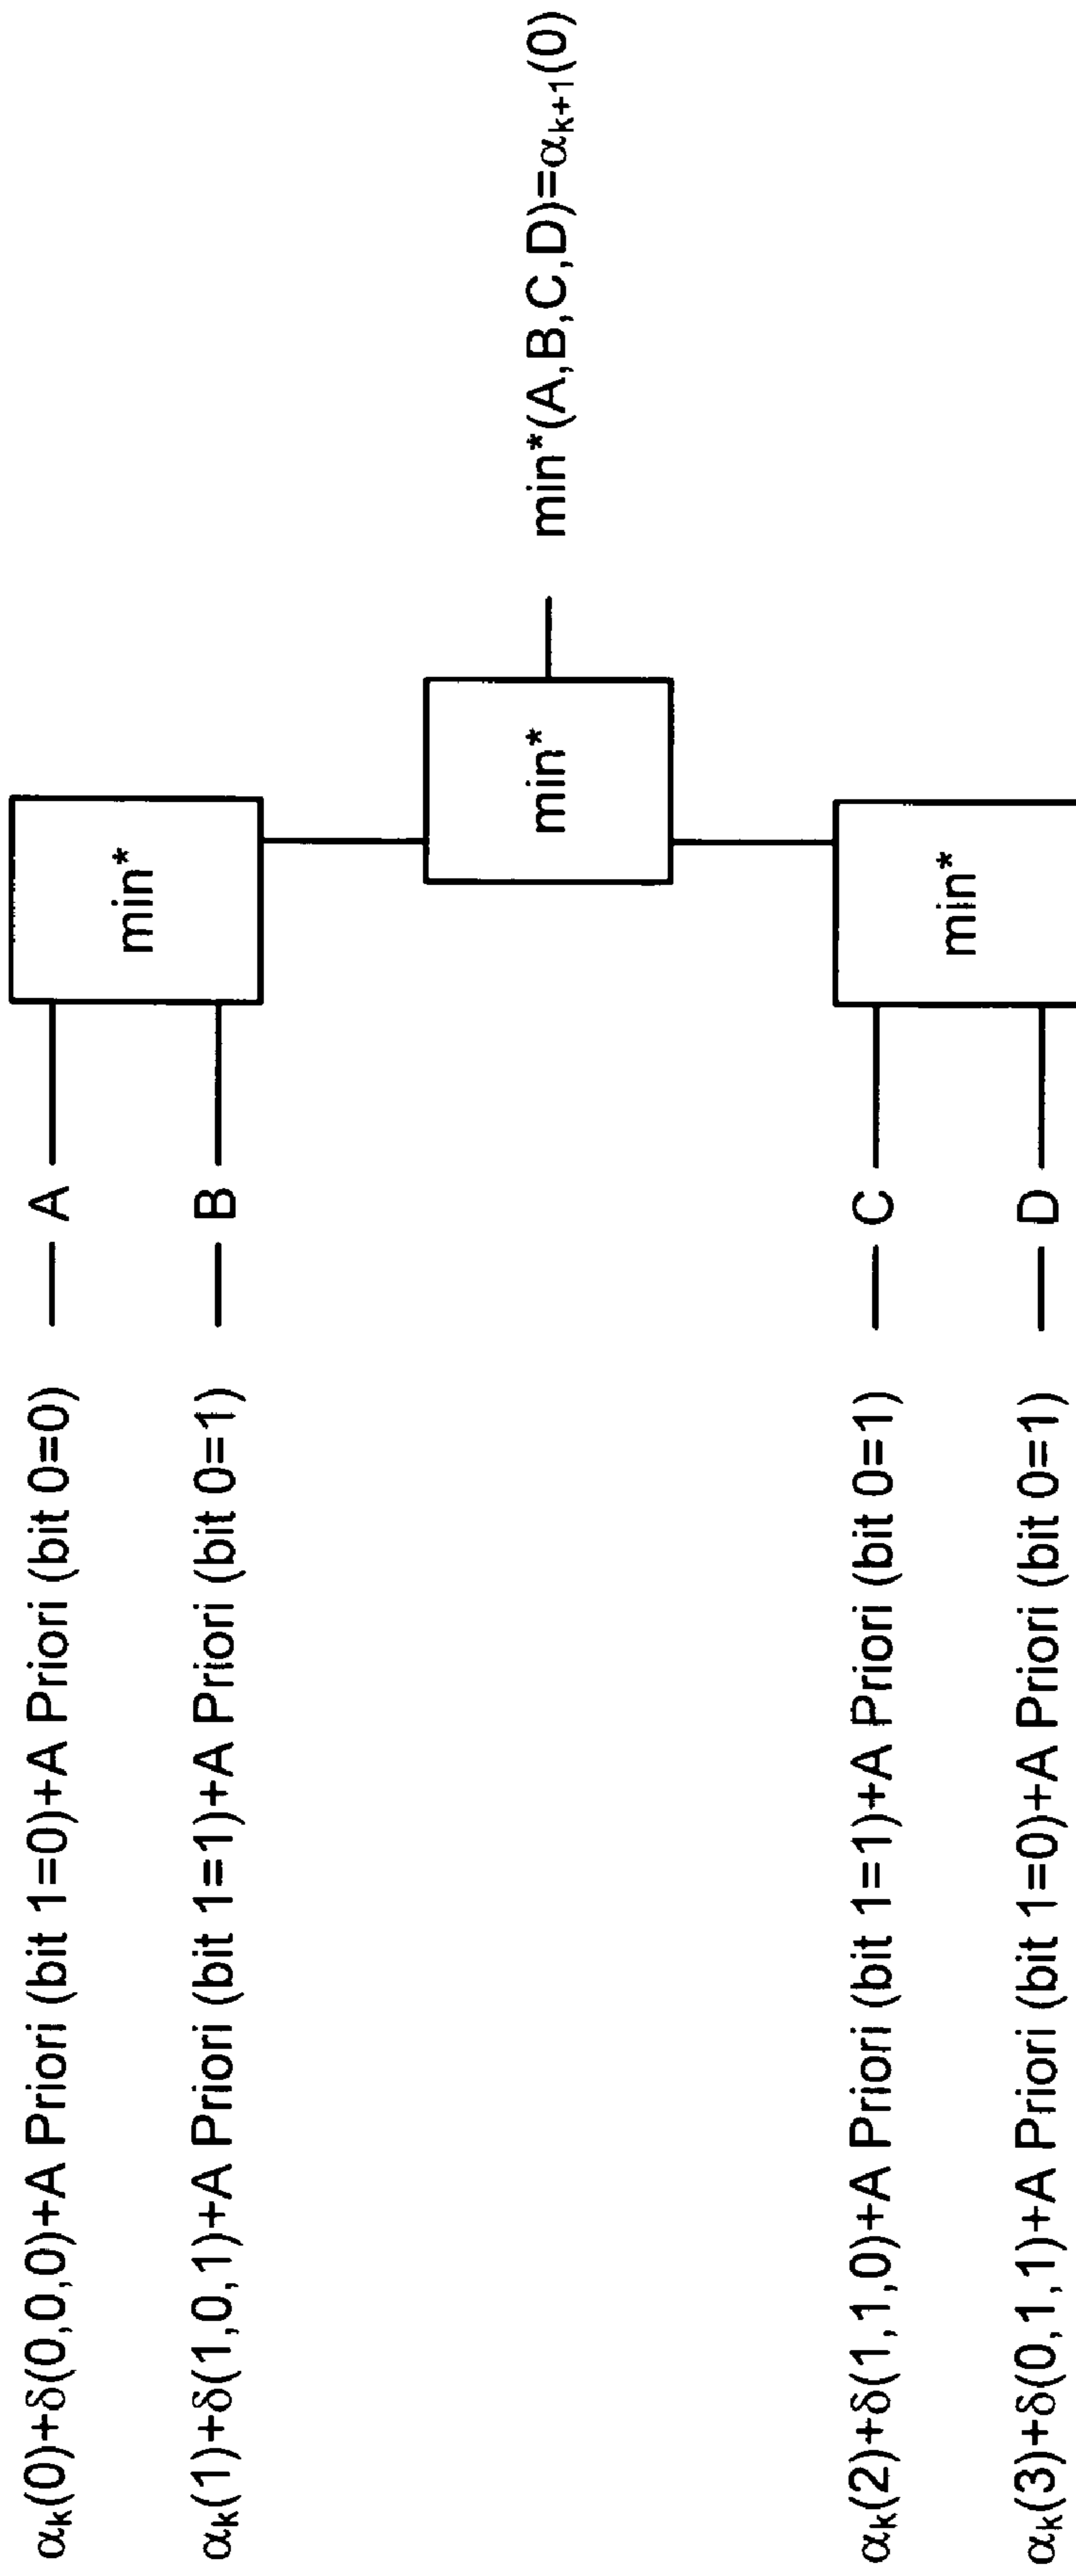 αₖ(0)+δ(0,0,0)+A Priori (bit 1=0)+A Priori (bit 0=0) — A
αₖ(1)+δ(1,0,1)+A Priori (bit 1=1)+A Priori (bit 0=1) — B
min*
min*
min*(A,B,C,D)=αₖ₊₁(0)
αₖ(2)+δ(1,1,0)+A Priori (bit 1=1)+A Priori (bit 0=1) — C
αₖ(3)+δ(0,1,1)+A Priori (bit 1=0)+A Priori (bit 0=1) — D
min*